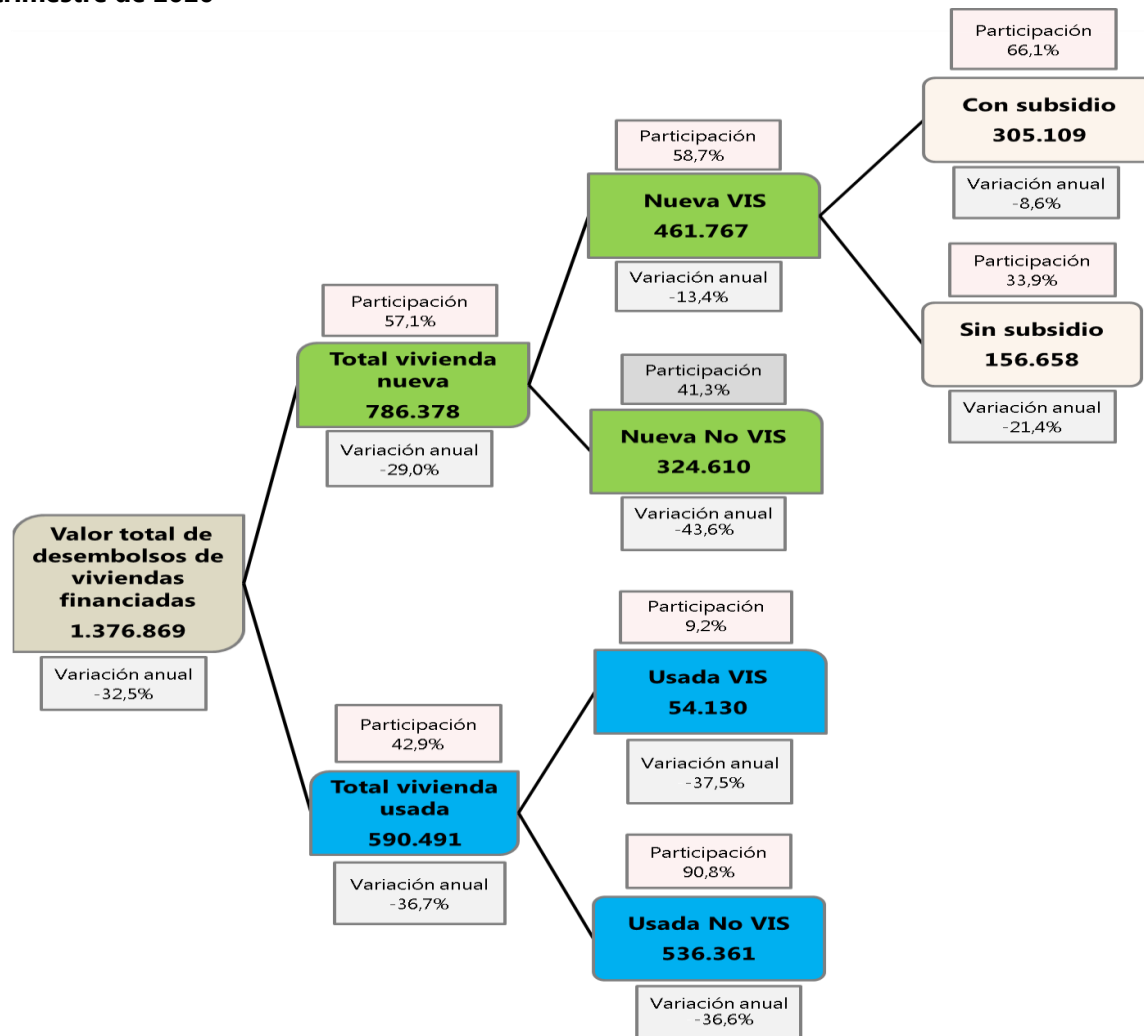 trimestre de
Participación
66,1%
Con subsidio
305.109
Variación anual
-8,6%
Participación
58,7%
Nueva VIS
461.767
Variación anual
-13,4%
Participación
33,9%
Sin subsidio
156.658
Variación anual
-21,4%
Participación
57,1%
Total vivienda
nueva
786.378
Variación anual
-29,0%
Participación
41,3%
Nueva No VIS
324.610
Variación anual
-43,6%
Valor total de
desembolsos de
viviendas
financiadas
1.376.869
Variación anual
-32,5%
Participación
9,2%
Usada VIS
54.130
Variación anual
-37,5%
Participación
42,9%
Total vivienda
usada
590.491
Variación anual
-36,7%
Participación
90,8%
Usada No VIS
536.361
Variación anual
-36,6%